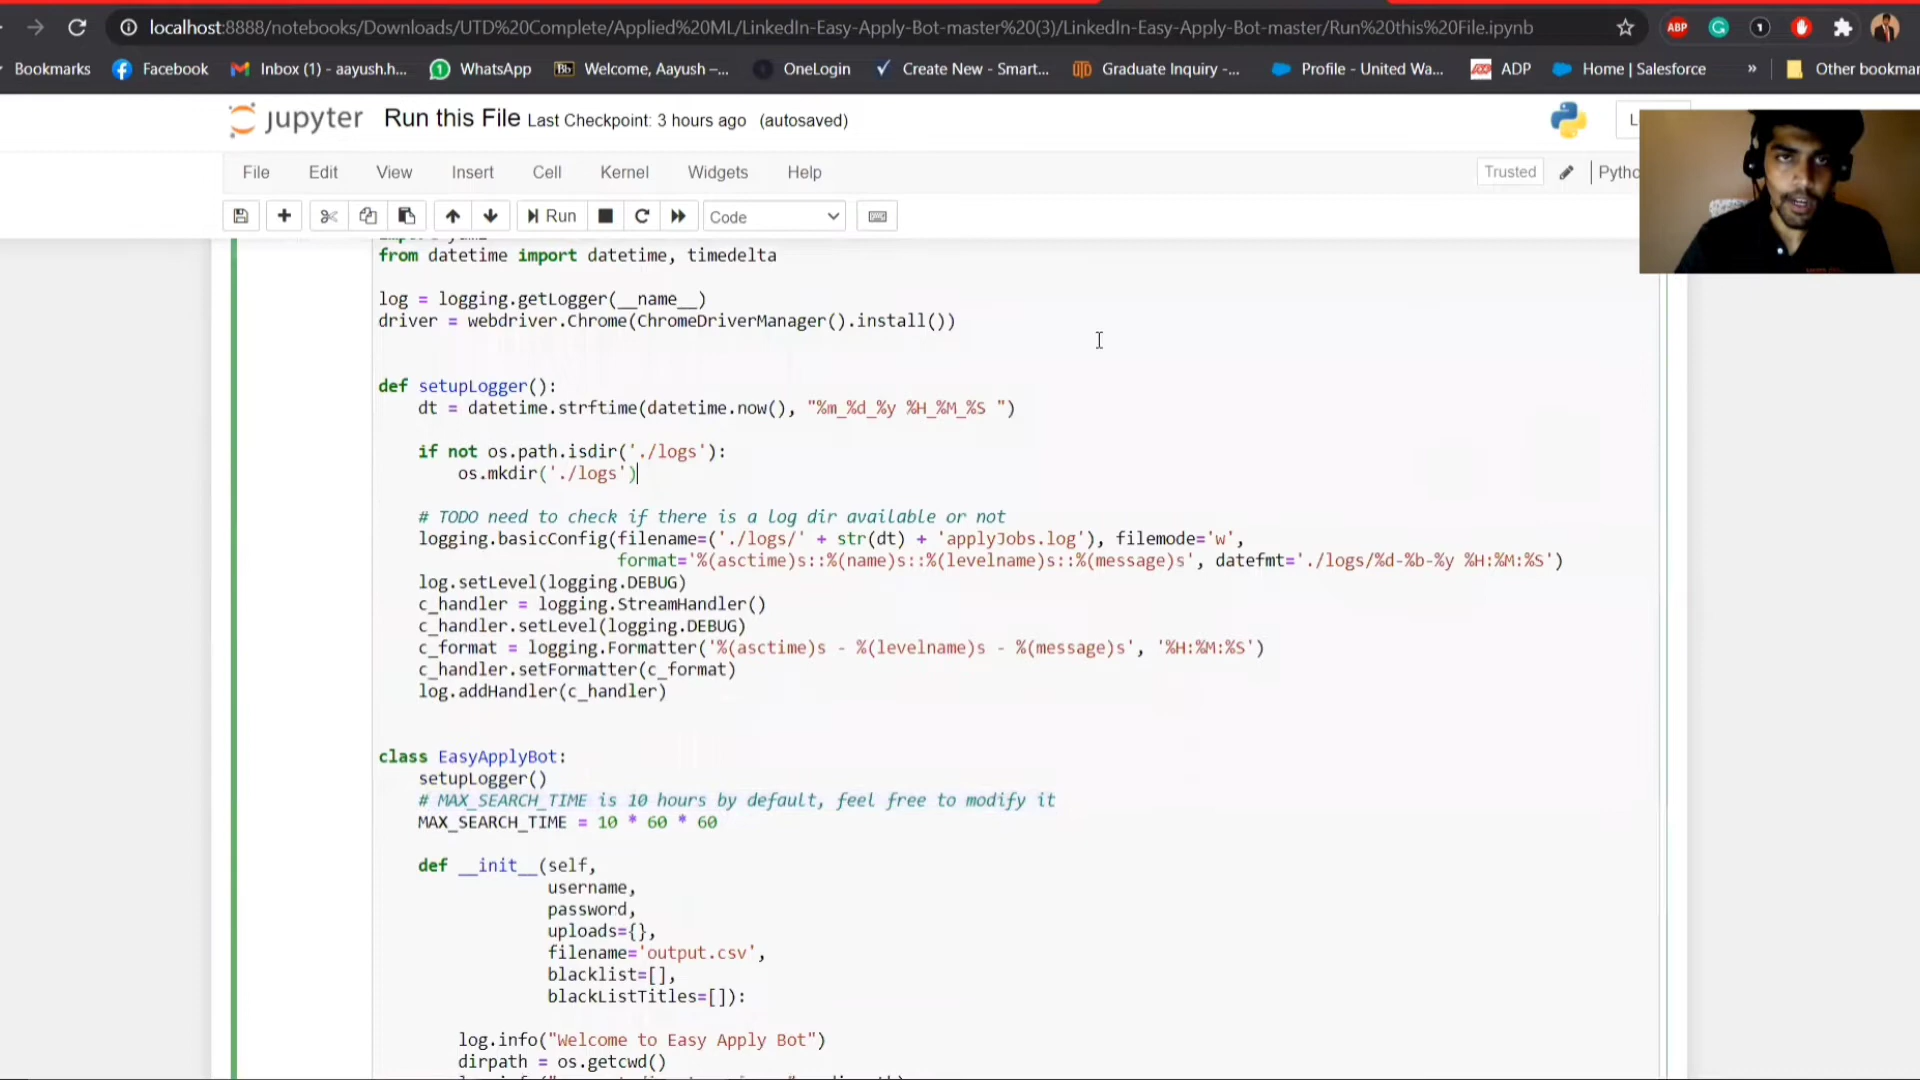 localhost:8888/notebooks/Downloads/UTD%20Complete/Applied%20ML/LinkedIn-Easy-Apply-Bot-master%20(3)/LinkedIn-Easy-Apply-Bot-master/Run%20this%20File.ipynb ABP
Bookmarks Facebook Inbox (1) - aayush.h... WhatsApp Bb Welcome, Aayush –... OneLogin Create New - Smart... UTD Graduate Inquiry -... Profile - United Wa... ADP Home | Salesforce » Other bookmar
jupyter Run this File Last Checkpoint: 3 hours ago (autosaved)
File Edit View Insert Cell Kernel Widgets Help Trusted Pytho
Run Code
from datetime import datetime, timedelta
log = logging.getLogger(__name__)
driver = webdriver.Chrome(ChromeDriverManager().install())
def setupLogger():
dt = datetime.strftime(datetime.now(), "%m_%d_%y %H_%M_%S ")
if not os.path.isdir('./logs'):
os.mkdir('./logs')
# TODO need to check if there is a log dir available or not
logging.basicConfig(filename=('./logs/' + str(dt) + 'applyJobs.log'), filemode='w',
format='%(asctime)s::%(name)s::%(levelname)s::%(message)s', datefmt='./logs/%d-%b-%y %H:%M:%S')
log.setLevel(logging.DEBUG)
c_handler = logging.StreamHandler()
c_handler.setLevel(logging.DEBUG)
c_format = logging.Formatter('%(asctime)s - %(levelname)s - %(message)s', '%H:%M:%S')
c_handler.setFormatter(c_format)
log.addHandler(c_handler)
class EasyApplyBot:
setupLogger()
# MAX_SEARCH_TIME is 10 hours by default, feel free to modify it
MAX_SEARCH_TIME = 10 * 60 * 60
def __init__(self,
username,
password,
uploads={},
filename='output.csv',
blacklist=[],
blackListTitles=[]):
log.info("Welcome to Easy Apply Bot")
dirpath = os.getcwd()